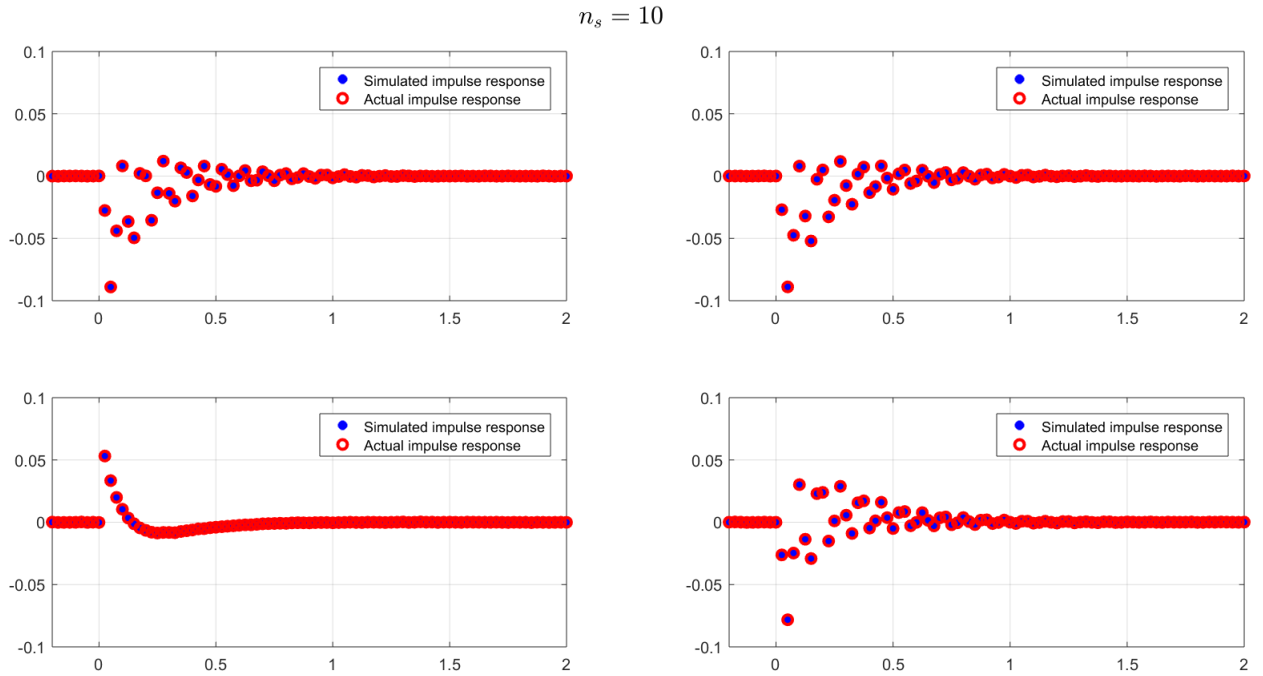 n_s = 10
0.1
0.05
0
-0.05
-0.1
0 0.5 1 1.5 2
Simulated impulse response
Actual impulse response
0.1
0.05
0
-0.05
-0.1
0 0.5 1 1.5 2
Simulated impulse response
Actual impulse response
0.1
0.05
0
-0.05
-0.1
0 0.5 1 1.5 2
Simulated impulse response
Actual impulse response
0.1
0.05
0
-0.05
-0.1
0 0.5 1 1.5 2
Simulated impulse response
Actual impulse response